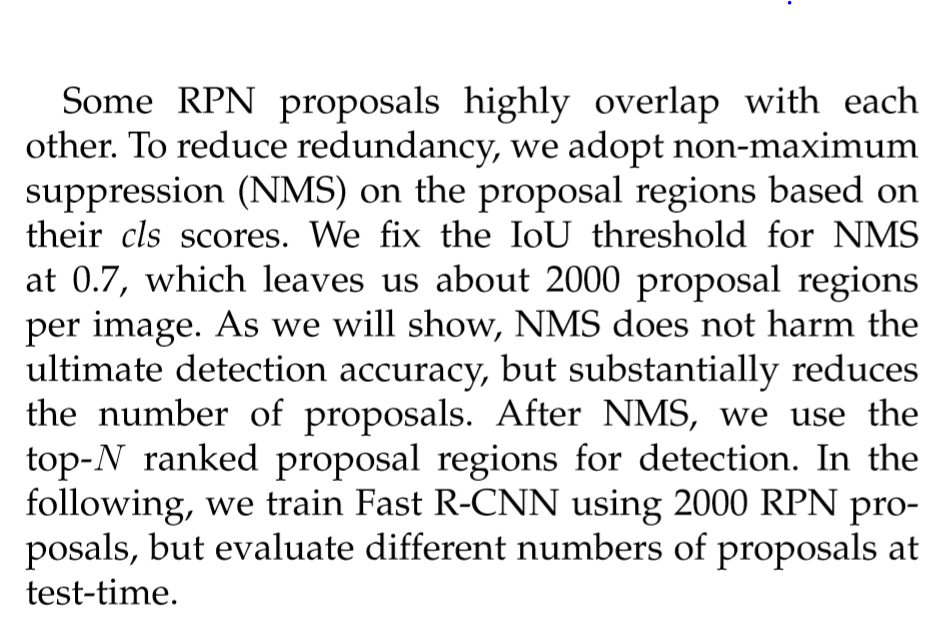 Some RPN proposals highly overlap with each
other. To reduce redundancy, we adopt non-maximum
suppression (NMS) on the proposal regions based on
their cls scores. We fix the IoU threshold for NMS
at 0.7, which leaves us about 2000 proposal regions
per image. As we will show, NMS does not harm the
ultimate detection accuracy, but substantially reduces
the number of proposals. After NMS, we use the
top-N ranked proposal regions for detection. In the
following, we train Fast R-CNN using 2000 RPN pro-
posals, but evaluate different numbers of proposals at
test-time.